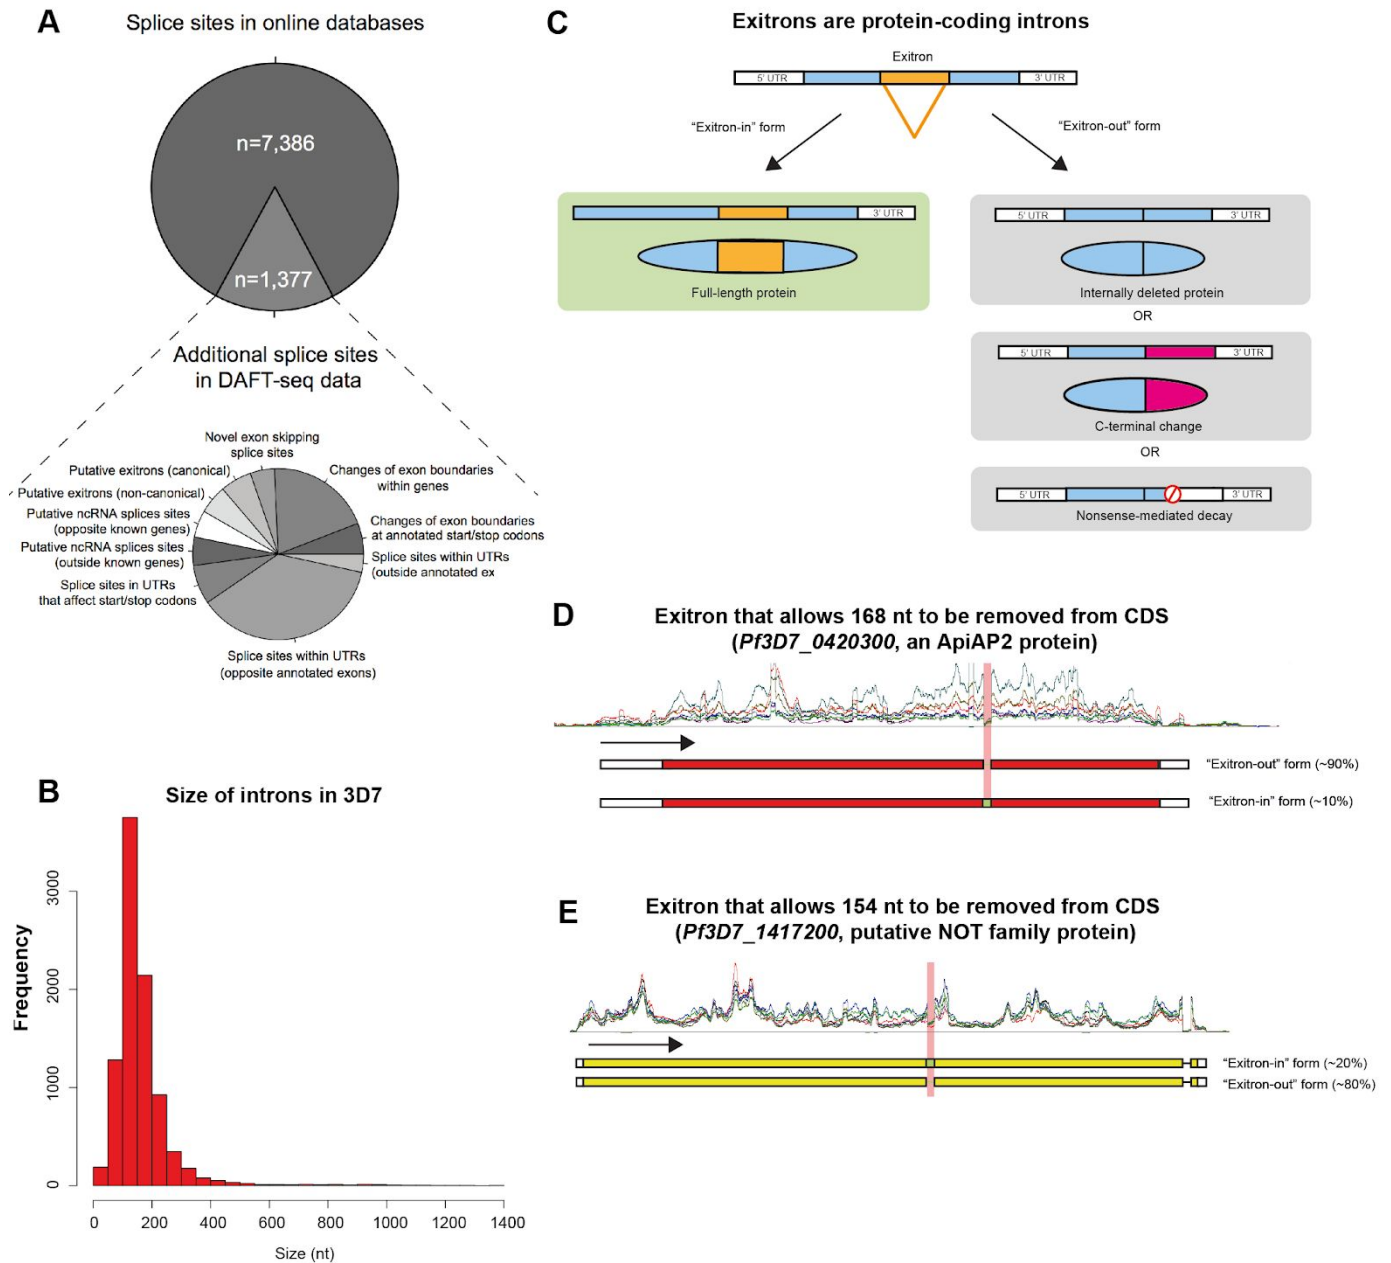 A
Splice sites in online databases
n=7,386
n=1,377
Additional splice sites
in DAFT-seq data
Novel exon skipping
splice sites
Putative exitrons (canonical)
Changes of exon boundaries
within genes
Putative exitrons (non-canonical)
Putative ncRNA splices sites
(opposite known genes)
Changes of exon boundaries
at annotated start/stop codons
Putative ncRNA splices sites
(outside known genes)
Splice sites within UTRs
(outside annotated ex
Splice sites in UTRs
that affect start/stop codons
Splice sites within UTRs
(opposite annotated exons)
B
Size of introns in 3D7
Frequency
3000
2000
1000
0
0 200 400 600 800 1000 1200 1400
Size (nt)
C
Exitrons are protein-coding introns
Exitron
5' UTR 3' UTR
"Exitron-in" form
"Exitron-out" form
3' UTR
Full-length protein
5' UTR 3' UTR
Internally deleted protein
OR
5' UTR 3' UTR
C-terminal change
OR
5' UTR 3' UTR
Nonsense-mediated decay
D
Exitron that allows 168 nt to be removed from CDS
(Pf3D7_0420300, an ApiAP2 protein)
"Exitron-out" form (~90%)
"Exitron-in" form (~10%)
E
Exitron that allows 154 nt to be removed from CDS
(Pf3D7_1417200, putative NOT family protein)
"Exitron-in" form (~20%)
"Exitron-out" form (~80%)